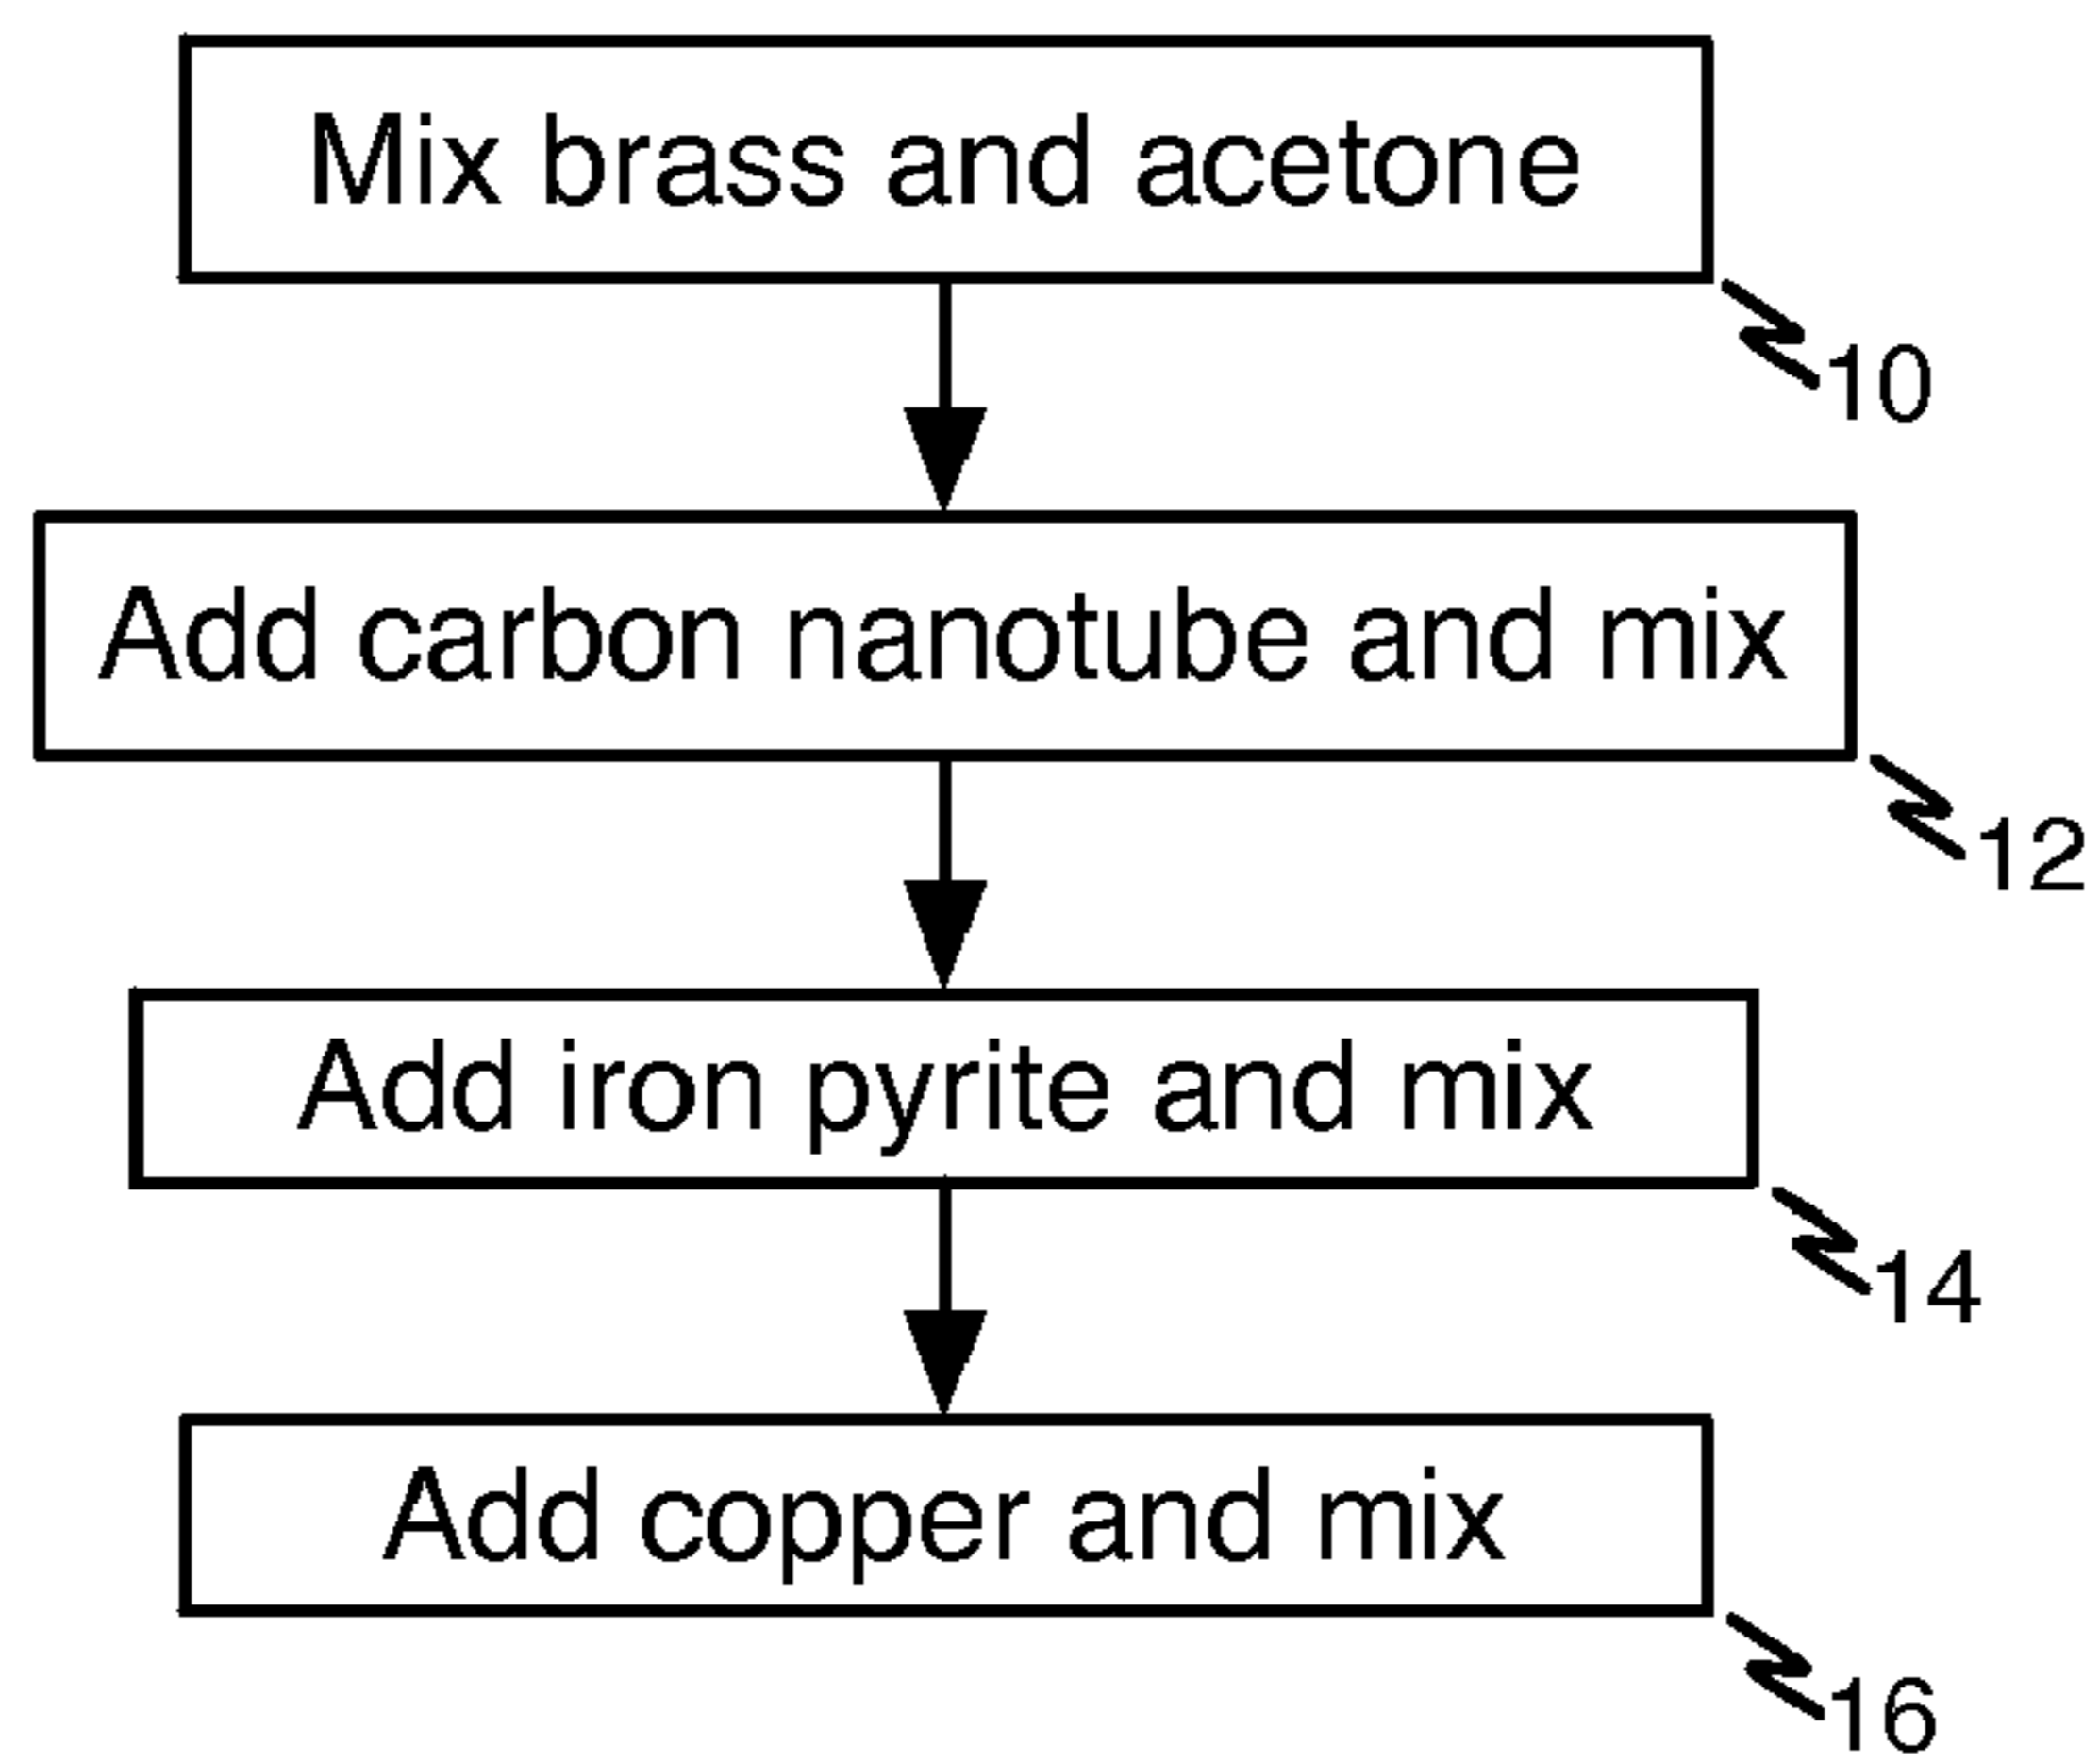 Mix brass and acetone
10
Add carbon nanotube and mix
12
Add iron pyrite and mix
14
Add copper and mix
16